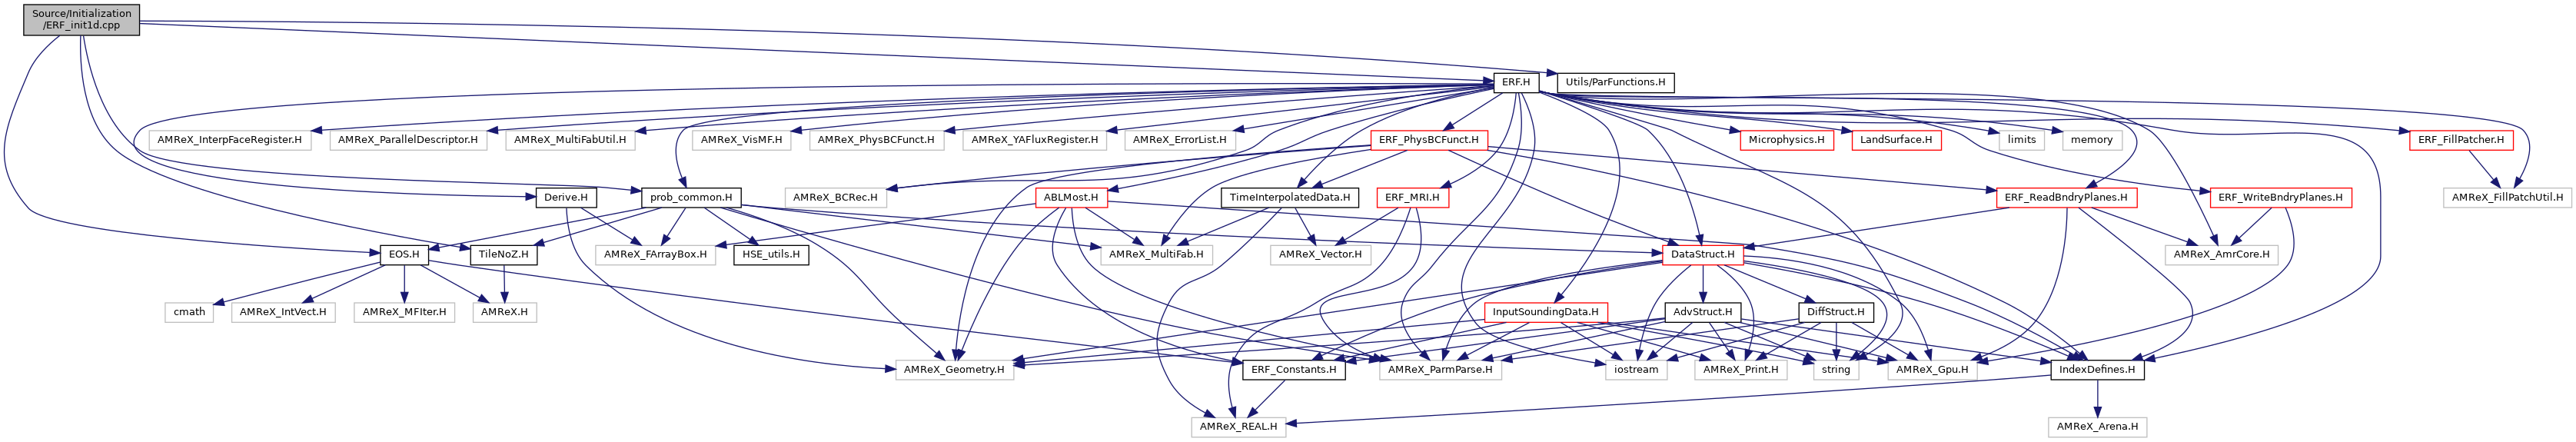 Source/Initialization
/ERF_init1d.cpp
ERF.H
Utils/ParFunctions.H
AMReX_InterpFaceRegister.H
AMReX_ParallelDescriptor.H
AMReX_MultiFabUtil.H
AMReX_VisMF.H
AMReX_PhysBCFunct.H
AMReX_YAFluxRegister.H
AMReX_ErrorList.H
ERF_PhysBCFunct.H
Microphysics.H
LandSurface.H
limits
memory
ERF_FillPatcher.H
Derive.H
prob_common.H
AMReX_BCRec.H
ABLMost.H
TimeInterpolatedData.H
ERF_MRI.H
ERF_ReadBndryPlanes.H
ERF_WriteBndryPlanes.H
AMReX_FillPatchUtil.H
EOS.H
TileNoZ.H
AMReX_FArrayBox.H
HSE_utils.H
AMReX_MultiFab.H
AMReX_Vector.H
DataStruct.H
AMReX_AmrCore.H
cmath
AMReX_IntVect.H
AMReX_MFIter.H
AMReX.H
InputSoundingData.H
AdvStruct.H
DiffStruct.H
AMReX_Geometry.H
ERF_Constants.H
AMReX_ParmParse.H
iostream
AMReX_Print.H
string
AMReX_Gpu.H
IndexDefines.H
AMReX_REAL.H
AMReX_Arena.H